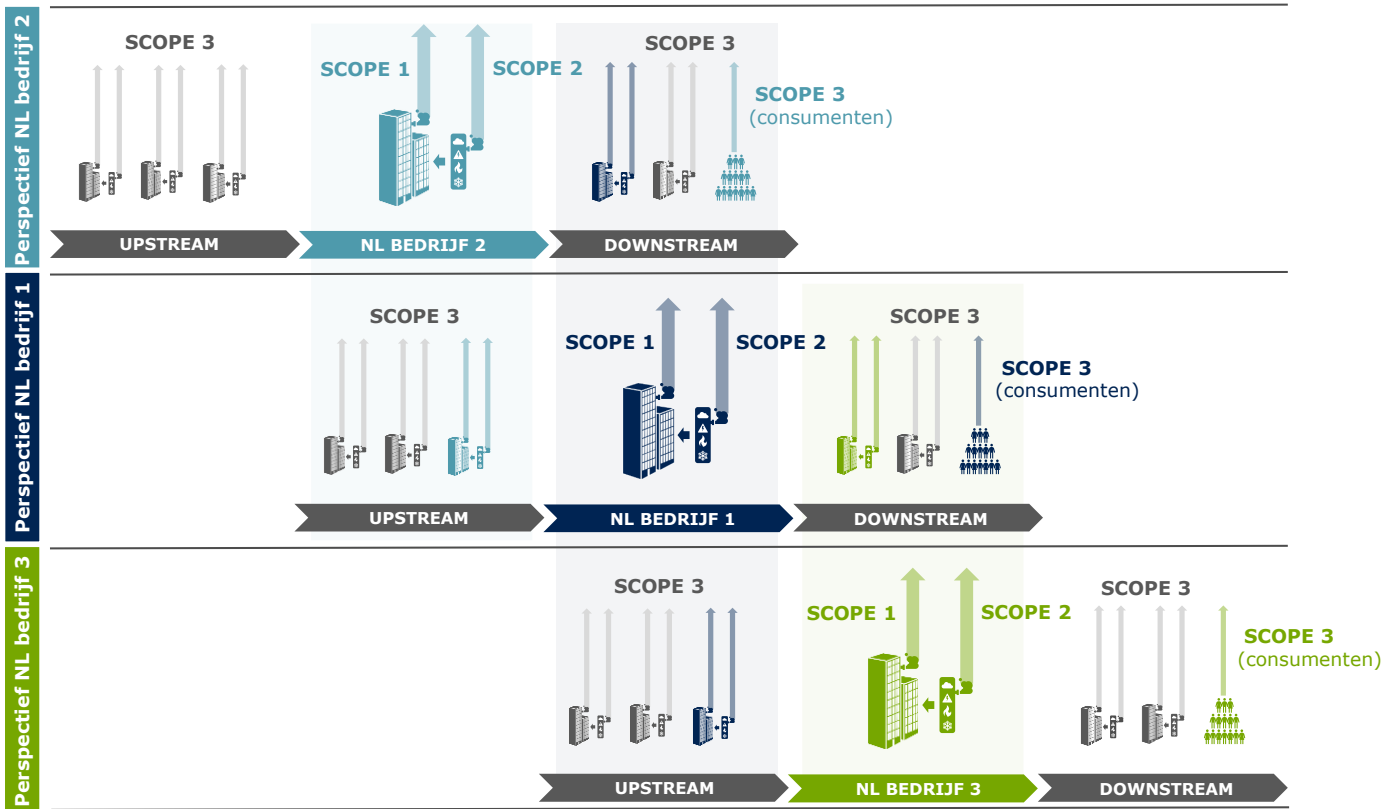 Perspectief NL bedrijf 2
SCOPE 3
SCOPE 1
SCOPE 2
SCOPE 3
SCOPE 3
(consumenten)
UPSTREAM
NL BEDRIJF 2
DOWNSTREAM
Perspectief NL bedrijf 1
SCOPE 3
SCOPE 1
SCOPE 2
SCOPE 3
SCOPE 3
(consumenten)
UPSTREAM
NL BEDRIJF 1
DOWNSTREAM
Perspectief NL bedrijf 3
SCOPE 3
SCOPE 1
SCOPE 2
SCOPE 3
SCOPE 3
(consumenten)
UPSTREAM
NL BEDRIJF 3
DOWNSTREAM